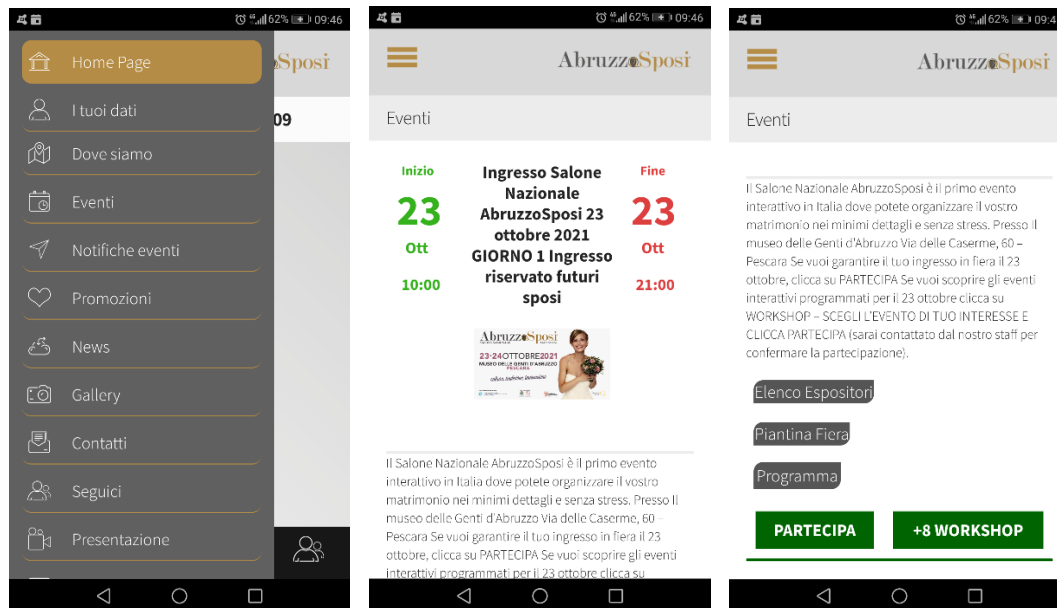 62% 09:46
AbruzzoSposi
Home Page
I tuoi dati
09
Dove siamo
Eventi
Notifiche eventi
Promozioni
News
Gallery
Contatti
Seguici
Presentazione
62% 09:46
AbruzzoSposi
Eventi
Inizio
23
Ott
10:00
Ingresso Salone
Nazionale
AbruzzoSposi 23
ottobre 2021
GIORNO 1 Ingresso
riservato futuri
sposi
Fine
23
Ott
21:00
AbruzzoSposi
23-24OTTOBRE2021
MUSEO DELLE GENTI D'ABRUZZO
PESCARA
Il Salone Nazionale AbruzzoSposi è il primo evento
interattivo in Italia dove potete organizzare il vostro
matrimonio nei minimi dettagli e senza stress. Presso Il
museo delle Genti d'Abruzzo Via delle Caserme, 60 –
Pescara Se vuoi garantire il tuo ingresso in fiera il 23
ottobre, clicca su PARTECIPA Se vuoi scoprire gli eventi
interattivi programmati per il 23 ottobre clicca su
62% 09:46
AbruzzoSposi
Eventi
Il Salone Nazionale AbruzzoSposi è il primo evento
interattivo in Italia dove potete organizzare il vostro
matrimonio nei minimi dettagli e senza stress. Presso Il
museo delle Genti d'Abruzzo Via delle Caserme, 60 –
Pescara Se vuoi garantire il tuo ingresso in fiera il 23
ottobre, clicca su PARTECIPA Se vuoi scoprire gli eventi
interattivi programmati per il 23 ottobre clicca su
WORKSHOP – SCEGLI L'EVENTO DI TUO INTERESSE E
CLICCA PARTECIPA (sarai contattato dal nostro staff per
confermare la partecipazione).
Elenco Espositori
Piantina Fiera
Programma
PARTECIPA
+8 WORKSHOP